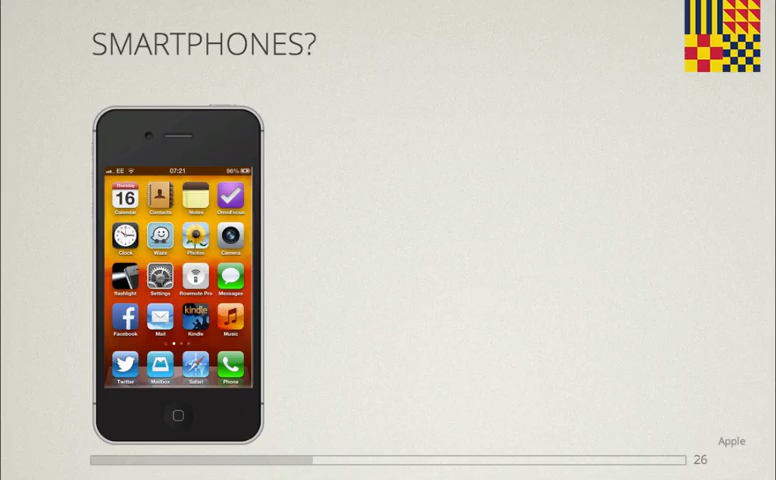 SMARTPHONES?
EE 07:21 86%
Thursday
16
Calendar Contacts Notes OmniFocus
Clock Waze Photos Camera
flashlight Settings Rowmote Pro Messages
kindle
Facebook Mail Kindle Music
Twitter Mailbox Safari Phone
Apple
26